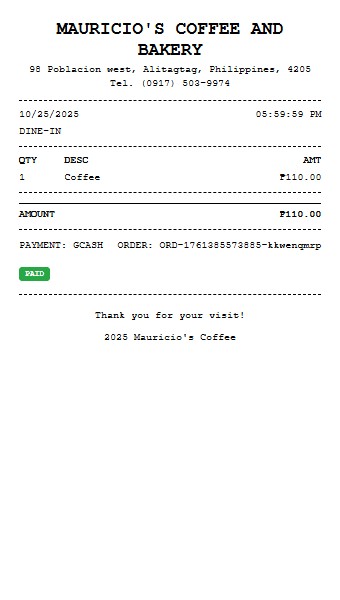 MAURICIO'S COFFEE AND
BAKERY
98 Poblacion west, Alitagtag, Philippines, 4205
Tel. (0917) 503-9974
10/25/2025 05:59:59 PM
DINE-IN
QTY DESC AMT
1 Coffee ₱110.00
AMOUNT ₱110.00
PAYMENT: GCASH ORDER: ORD-1761385573885-kkwenqmrp
PAID
Thank you for your visit!
2025 Mauricio's Coffee